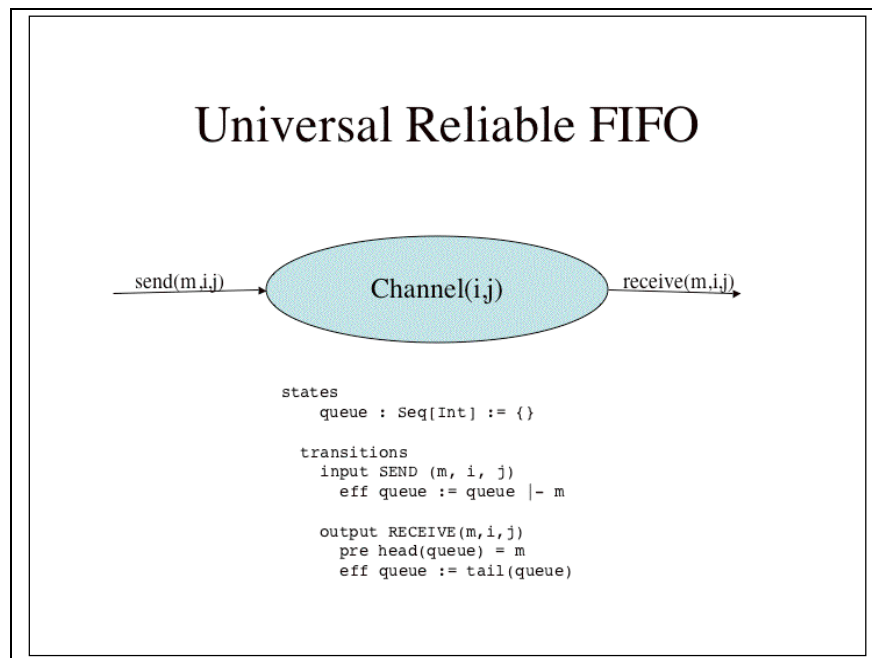 Universal Reliable FIFO
send(m,i,j)
Channel(i,j)
receive(m,i,j)
states
queue : Seq[Int] := {}
transitions
input SEND (m, i, j)
eff queue := queue |- m
output RECEIVE(m,i,j)
pre head(queue) = m
eff queue := tail(queue)